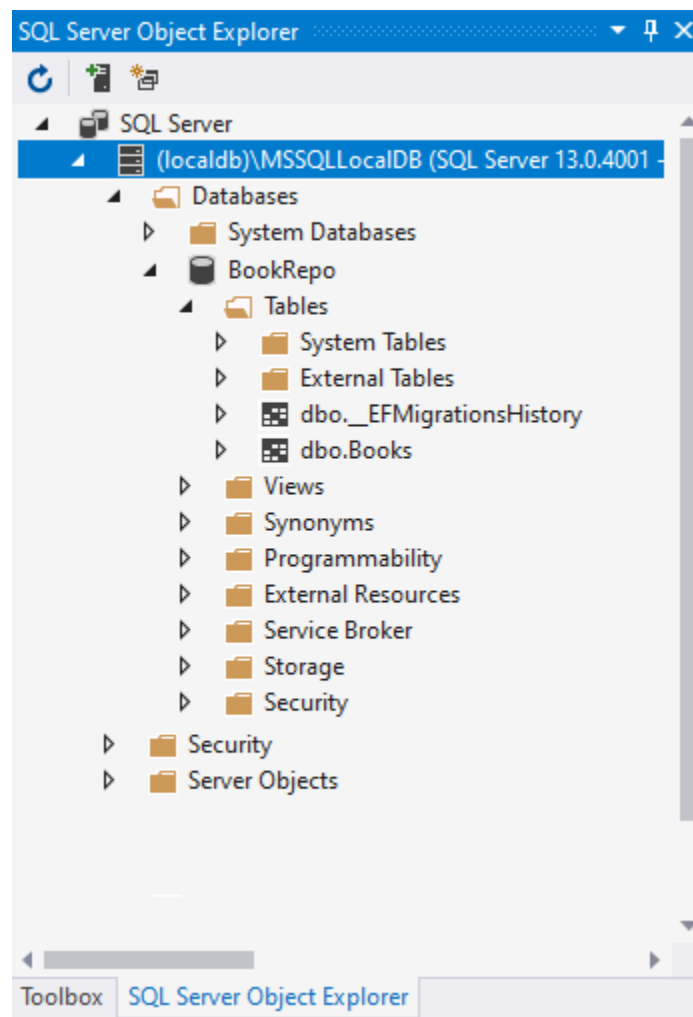 SQL Server Object Explorer
SQL Server
(localdb)\MSSQLLocalDB (SQL Server 13.0.4001 -
Databases
System Databases
BookRepo
Tables
System Tables
External Tables
dbo.__EFMigrationsHistory
dbo.Books
Views
Synonyms
Programmability
External Resources
Service Broker
Storage
Security
Security
Server Objects
Toolbox SQL Server Object Explorer